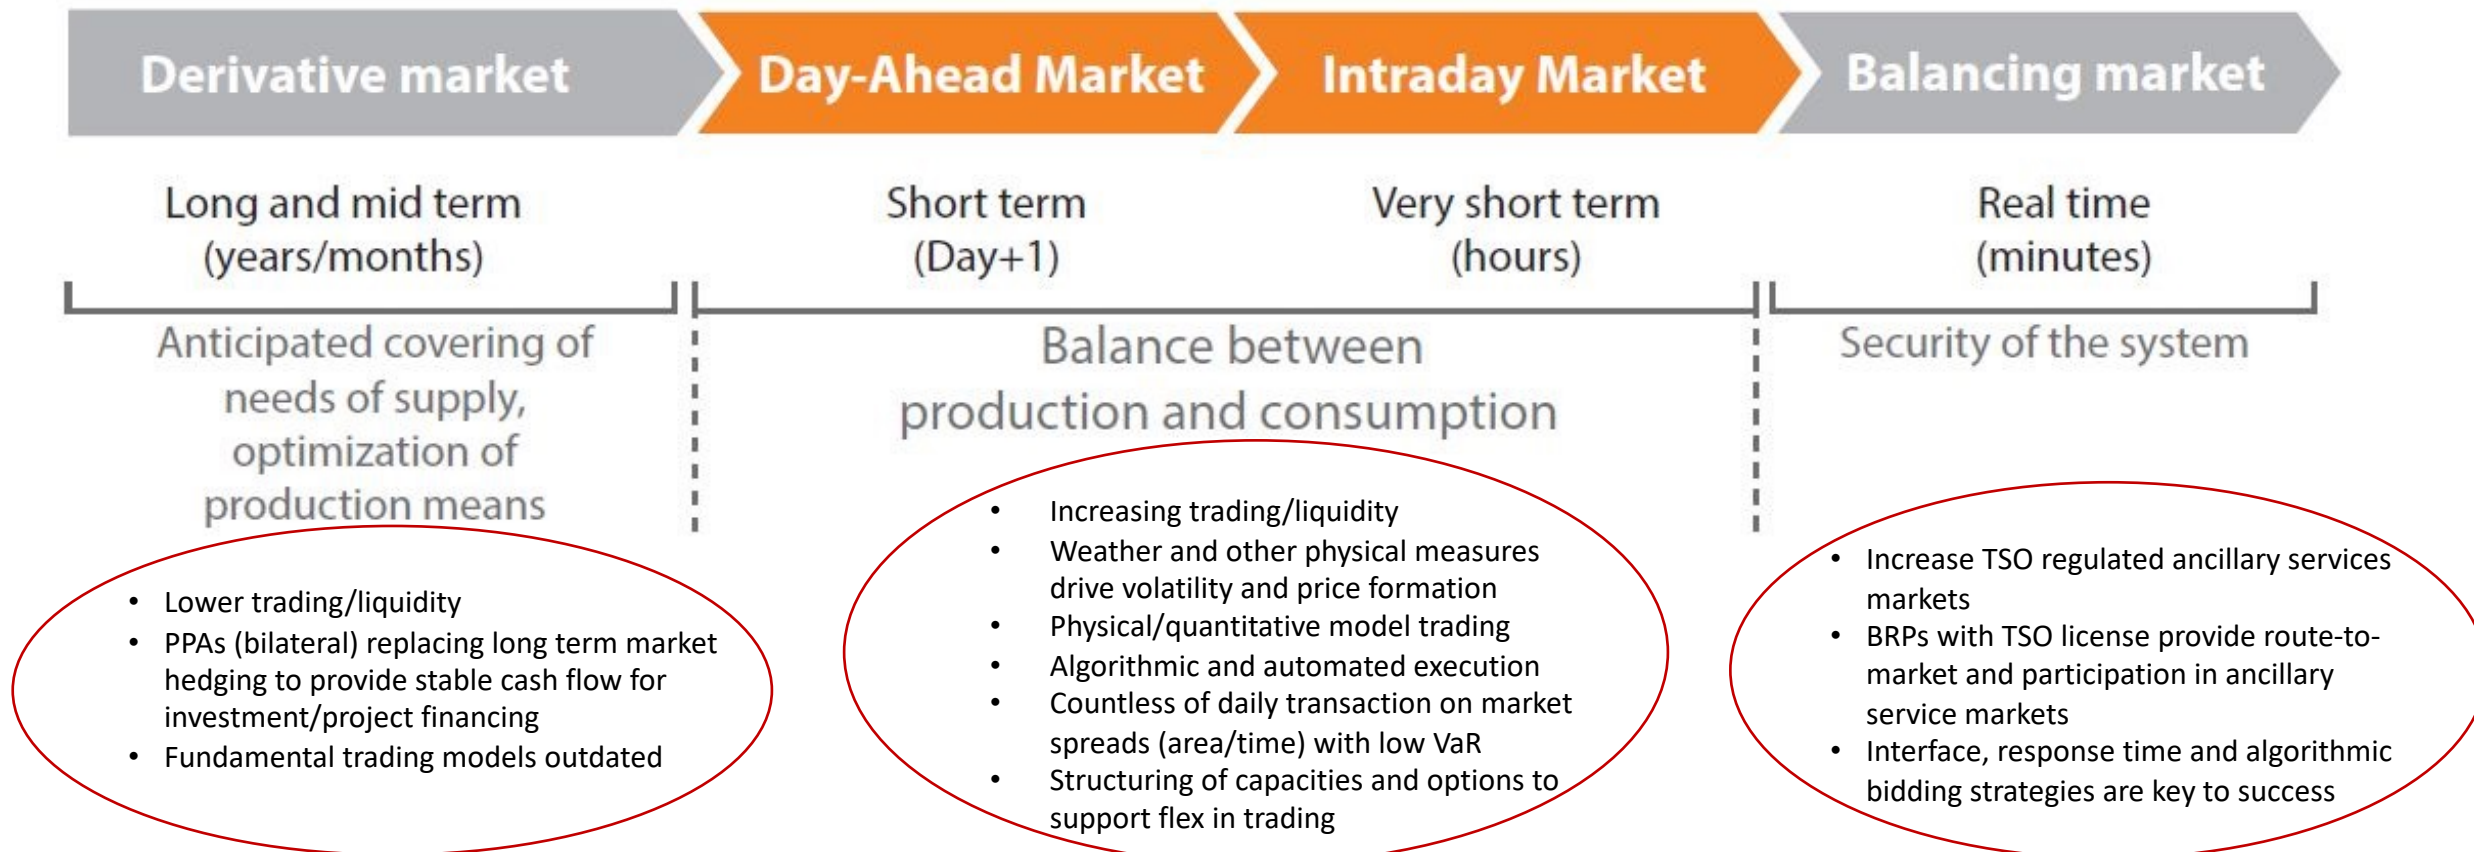 Derivative market
Day-Ahead Market
Intraday Market
Balancing market
Long and mid term
(years/months)
Short term
(Day+1)
Very short term
(hours)
Real time
(minutes)
Anticipated covering of
needs of supply,
optimization of
production means
Balance between
production and consumption
Security of the system
• Lower trading/liquidity
• PPAs (bilateral) replacing long term market
hedging to provide stable cash flow for
investment/project financing
• Fundamental trading models outdated
• Increasing trading/liquidity
• Weather and other physical measures
drive volatility and price formation
• Physical/quantitative model trading
• Algorithmic and automated execution
• Countless of daily transaction on market
spreads (area/time) with low VaR
• Structuring of capacities and options to
support flex in trading
• Increase TSO regulated ancillary services
markets
• BRPs with TSO license provide route-to-
market and participation in ancillary
service markets
• Interface, response time and algorithmic
bidding strategies are key to success